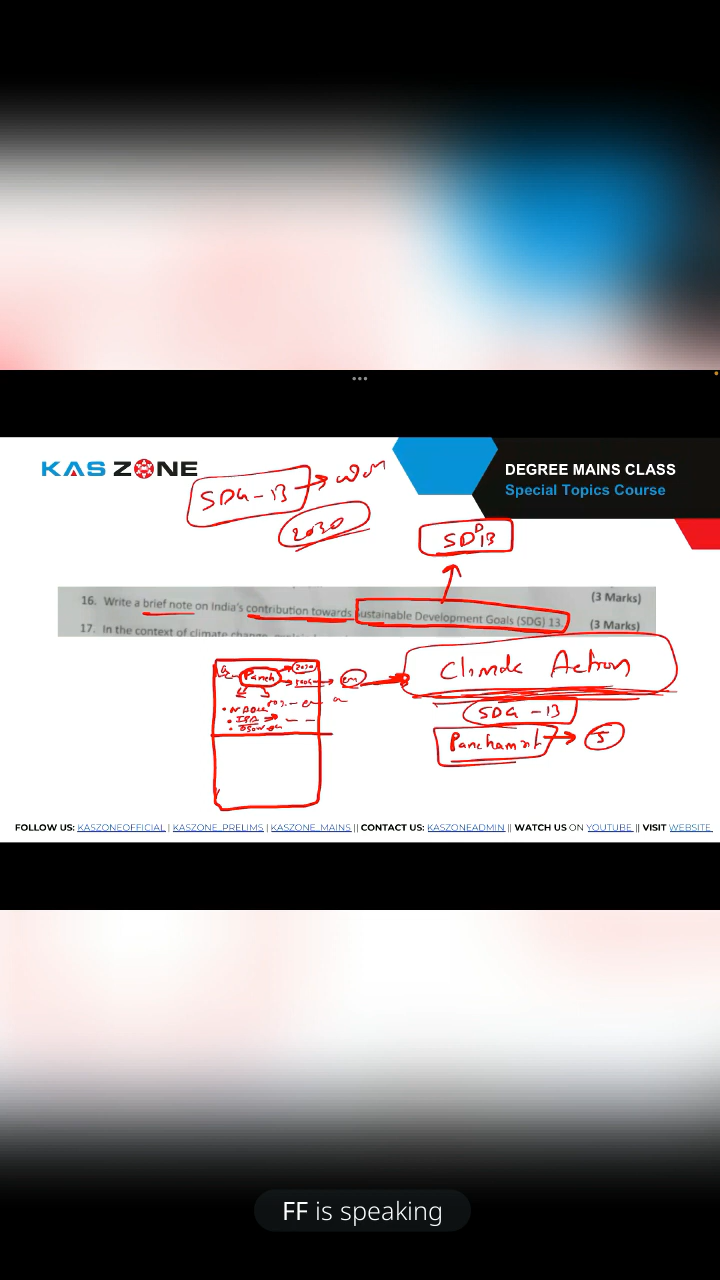 KAS ZONE
DEGREE MAINS CLASS
Special Topics Course
SDG-13 →
2030
SDG 13
16. Write a brief note on India's contribution towards Sustainable Development Goals (SDG) 13. (3 Marks)
17. In the context of climate change, (3 Marks)
Panch
2070
Climate Action
SDG -13
Panchamrit → 5
FOLLOW US: KASZONEOFFICIAL | KASZONE_PRELIMS | KASZONE_MAINS || CONTACT US: KASZONEADMIN || WATCH US ON YOUTUBE || VISIT WEBSITE
FF is speaking